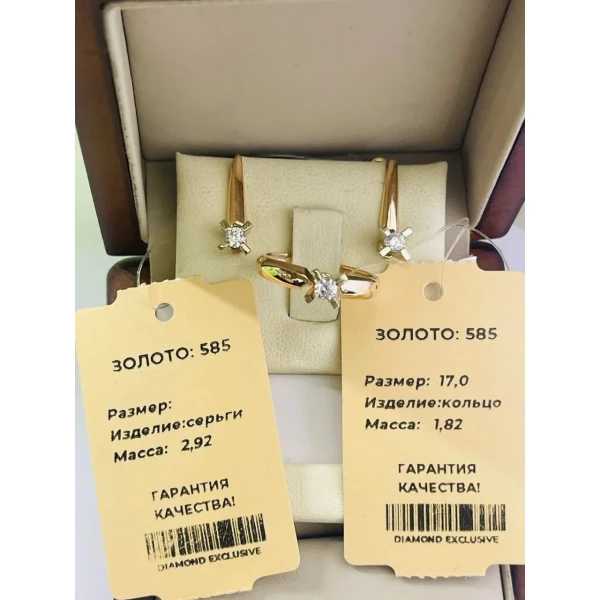 ЗОЛОТО: 585
Размер:
Изделие:серьги
Масса: 2,92
ГАРАНТИЯ
КАЧЕСТВА!
DIAMOND EXCLUSIVE
ЗОЛОТО: 585
Размер: 17,0
Изделие:кольцо
Масса: 1,82
ГАРАНТИЯ
КАЧЕСТВА!
DIAMOND EXCLUSIVE